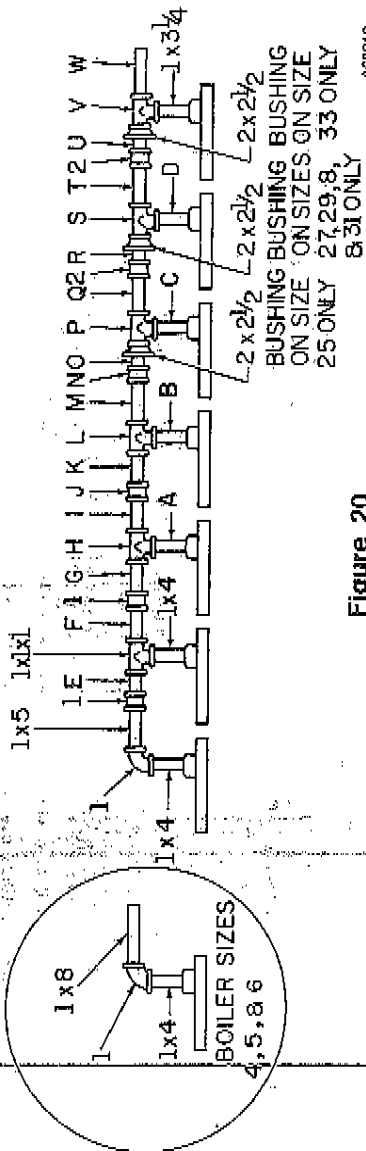 1x8
1
1x4
BOILER SIZES
4,5,&6
1x5
1 E
1x1x1
F 1 G H I J K L M N O P Q 2 R S T 2 U V W
1
1x4
1x4
A
B
C
D
1x3¼
2x2½
2x2½
2x2½
BUSHING BUSHING BUSHING
ON SIZE ON SIZES ON SIZE
25 ONLY 27,29,8, 33 ONLY
& 31 ONLY
Figure 20